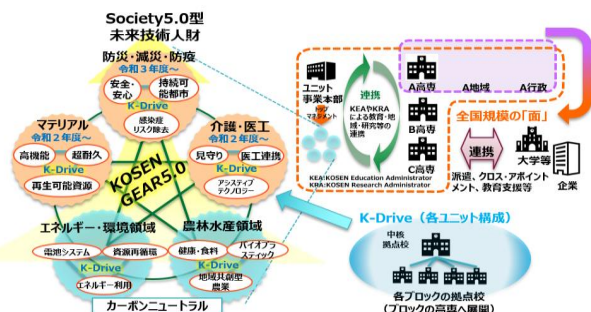 Society5.0型
未来技術人財
防災・減災・防疫
令和３年度～
安全・
安心
持続可
能都市
K-Drive
感染症
リスク除去
マテリアル
令和２年度～
高機能
超耐久
K-Drive
再生可能資源
介護・医工
令和２年度～
見守り
医工連携
K-Drive
アシスティブ
テクノロジー
KOSEN
GEAR5.0
エネルギー・環境領域
電池システム
資源再循環
K-Drive
エネルギー利用
農林水産領域
健康・食料
バイオプラ
スティック
K-Drive
地域共創型
農業
カーボンニュートラル
ユニット
事業本部
トップ
マネジメント
連携
KEAやKRA
による教育・地
域・研究等の
連携
A高専
A地域
A行政
B高専
C高専
KEA:KOSEN Education Administrator
KRA:KOSEN Research Administrator
全国規模の「面」
連携
大学等
企業
派遣、クロス・アポイント
メント、教育支援等
K-Drive（各ユニット構成）
中核
拠点校
各ブロックの拠点校
（ブロックの高専へ展開）